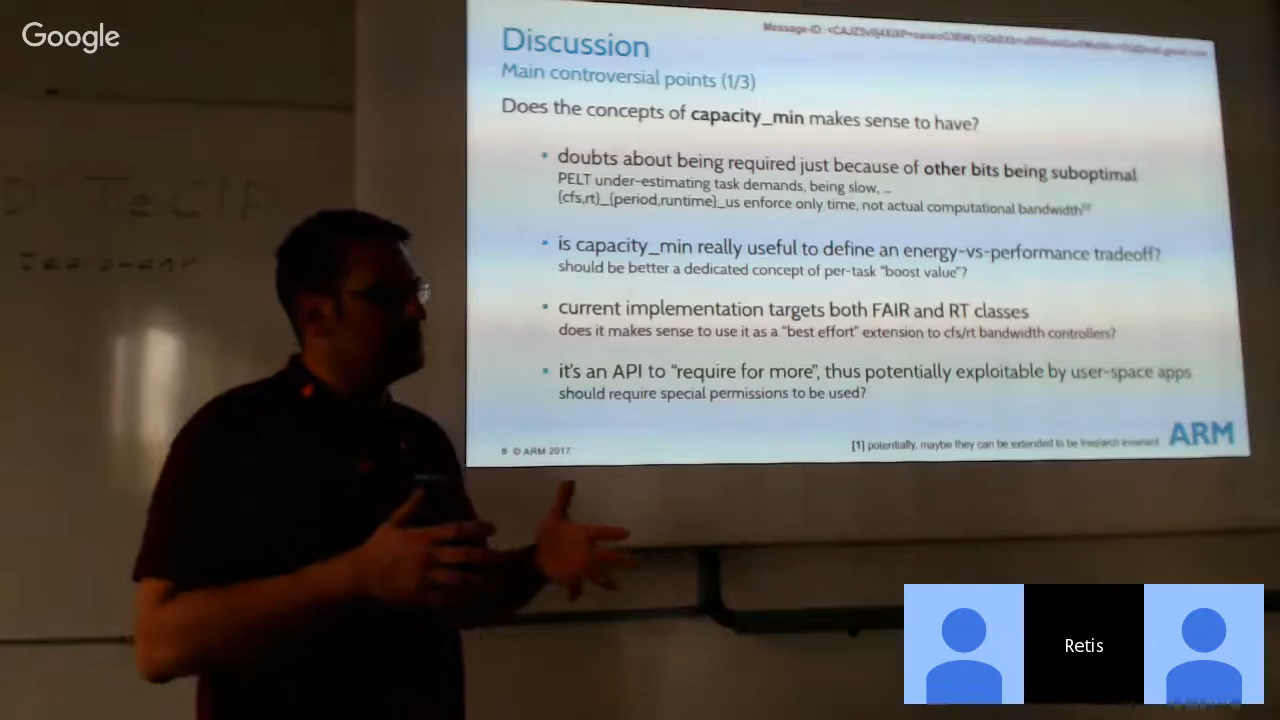 Google
Message-ID:
Discussion
Main controversial points (1/3)
Does the concepts of capacity_min makes sense to have?
• doubts about being required just because of other bits being suboptimal
PELT under-estimating task demands, being slow, ...
{cfs,rt}_{period,runtime}_us enforce only time, not actual computational bandwidth[1]
• is capacity_min really useful to define an energy-vs-performance tradeoff?
should be better a dedicated concept of per-task "boost value"?
• current implementation targets both FAIR and RT classes
does it makes sense to use it as a "best effort" extension to cfs/rt bandwidth controllers?
• it's an API to "require for more", thus potentially exploitable by user-space apps
should require special permissions to be used?
8 © ARM 2017
[1] potentially, maybe they can be extended to be
ARM
TeCIP
Retis